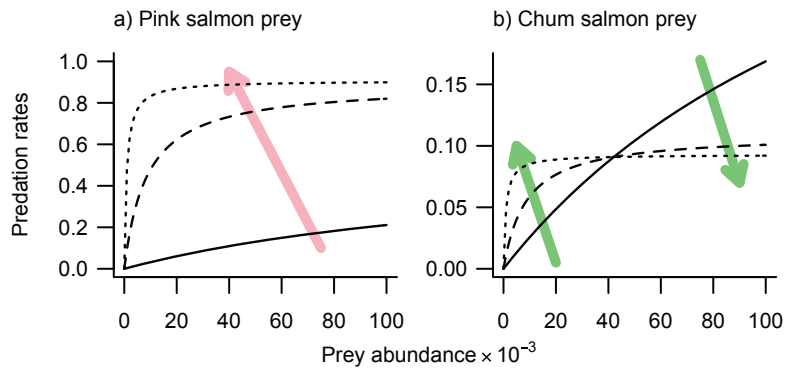 a) Pink salmon prey
b) Chum salmon prey
Predation rates
1.0
0.8
0.6
0.4
0.2
0.0
0 20 40 60 80 100
0.15
0.10
0.05
0.00
0 20 40 60 80 100
Prey abundance × 10⁻³